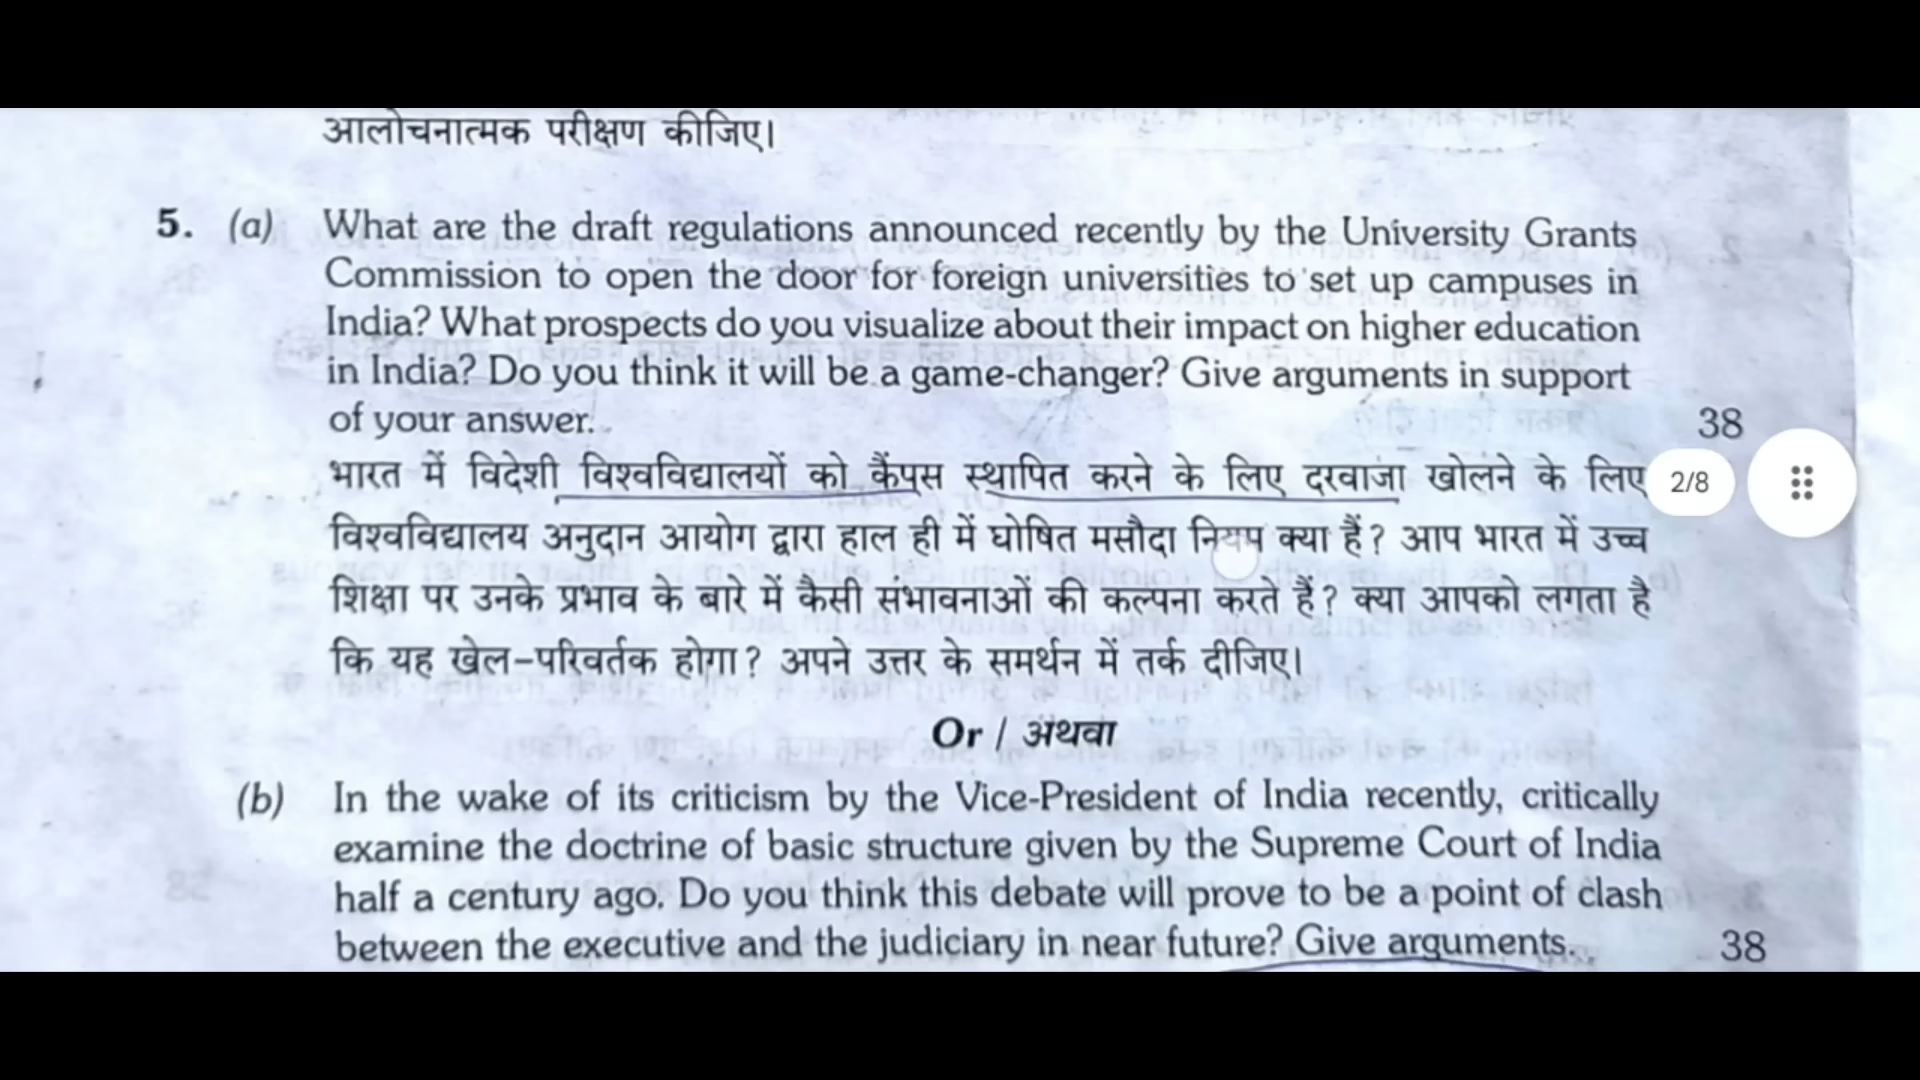 आलोचनात्मक परीक्षण कीजिए।
5. (a) What are the draft regulations announced recently by the University Grants
Commission to open the door for foreign universities to set up campuses in
India? What prospects do you visualize about their impact on higher education
in India? Do you think it will be a game-changer? Give arguments in support
of your answer. 38
भारत में विदेशी विश्वविद्यालयों को कैंपस स्थापित करने के लिए दरवाजा खोलने के लिए
2/8
विश्वविद्यालय अनुदान आयोग द्वारा हाल ही में घोषित मसौदा नियम क्या हैं? आप भारत में उच्च
शिक्षा पर उनके प्रभाव के बारे में कैसी संभावनाओं की कल्पना करते हैं? क्या आपको लगता है
कि यह खेल-परिवर्तक होगा? अपने उत्तर के समर्थन में तर्क दीजिए।
Or / अथवा
(b) In the wake of its criticism by the Vice-President of India recently, critically
examine the doctrine of basic structure given by the Supreme Court of India
half a century ago. Do you think this debate will prove to be a point of clash
between the executive and the judiciary in near future? Give arguments. 38